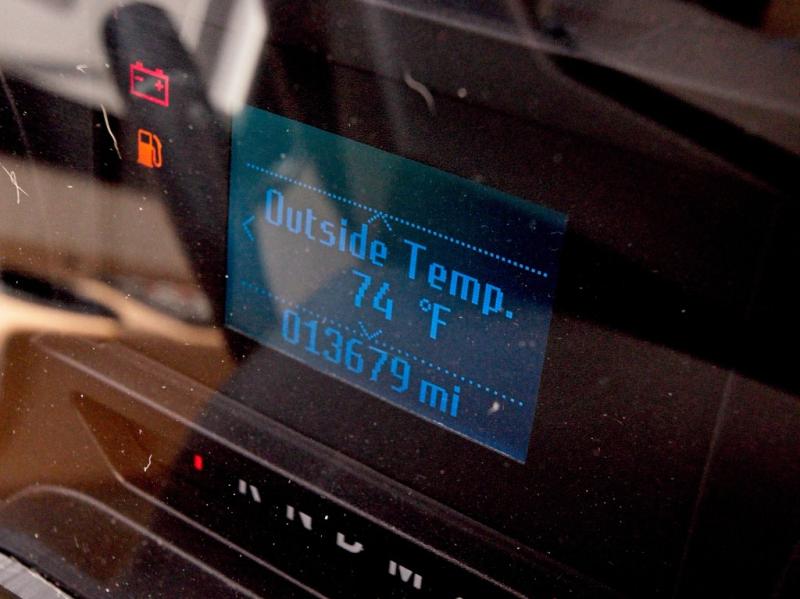 Outside Temp.
74 °F
013679 mi
R N D M